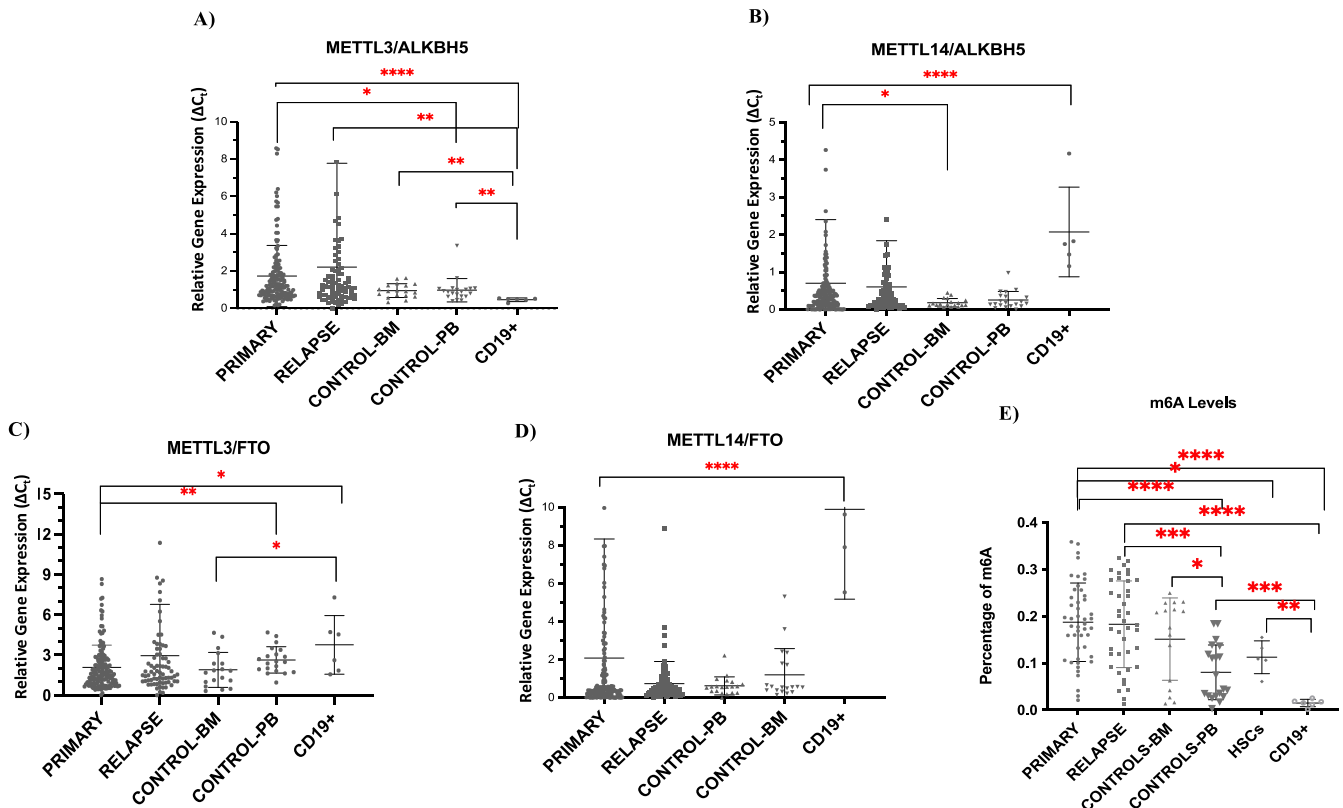 A)
METTL3/ALKBH5
****
*
**
**
**
Relative Gene Expression (ΔCt)
10
8
6
4
2
0
PRIMARY
RELAPSE
CONTROL-BM
CONTROL-PB
CD19+
B)
METTL14/ALKBH5
****
*
Relative Gene Expression (ΔCt)
5
4
3
2
1
0
PRIMARY
RELAPSE
CONTROL-BM
CONTROL-PB
CD19+
C)
METTL3/FTO
*
**
*
Relative Gene Expression (ΔCt)
15
12
9
6
3
0
PRIMARY
RELAPSE
CONTROL-BM
CONTROL-PB
CD19+
D)
METTL14/FTO
****
Relative Gene Expression (ΔCt)
10
8
6
4
2
0
PRIMARY
RELAPSE
CONTROL-PB
CONTROL-BM
CD19+
E)
m6A Levels
****
*
****
****
***
*
***
**
Percentage of m6A
0.4
0.3
0.2
0.1
0.0
PRIMARY
RELAPSE
CONTROLS-BM
CONTROLS-PB
HSCs
CD19+